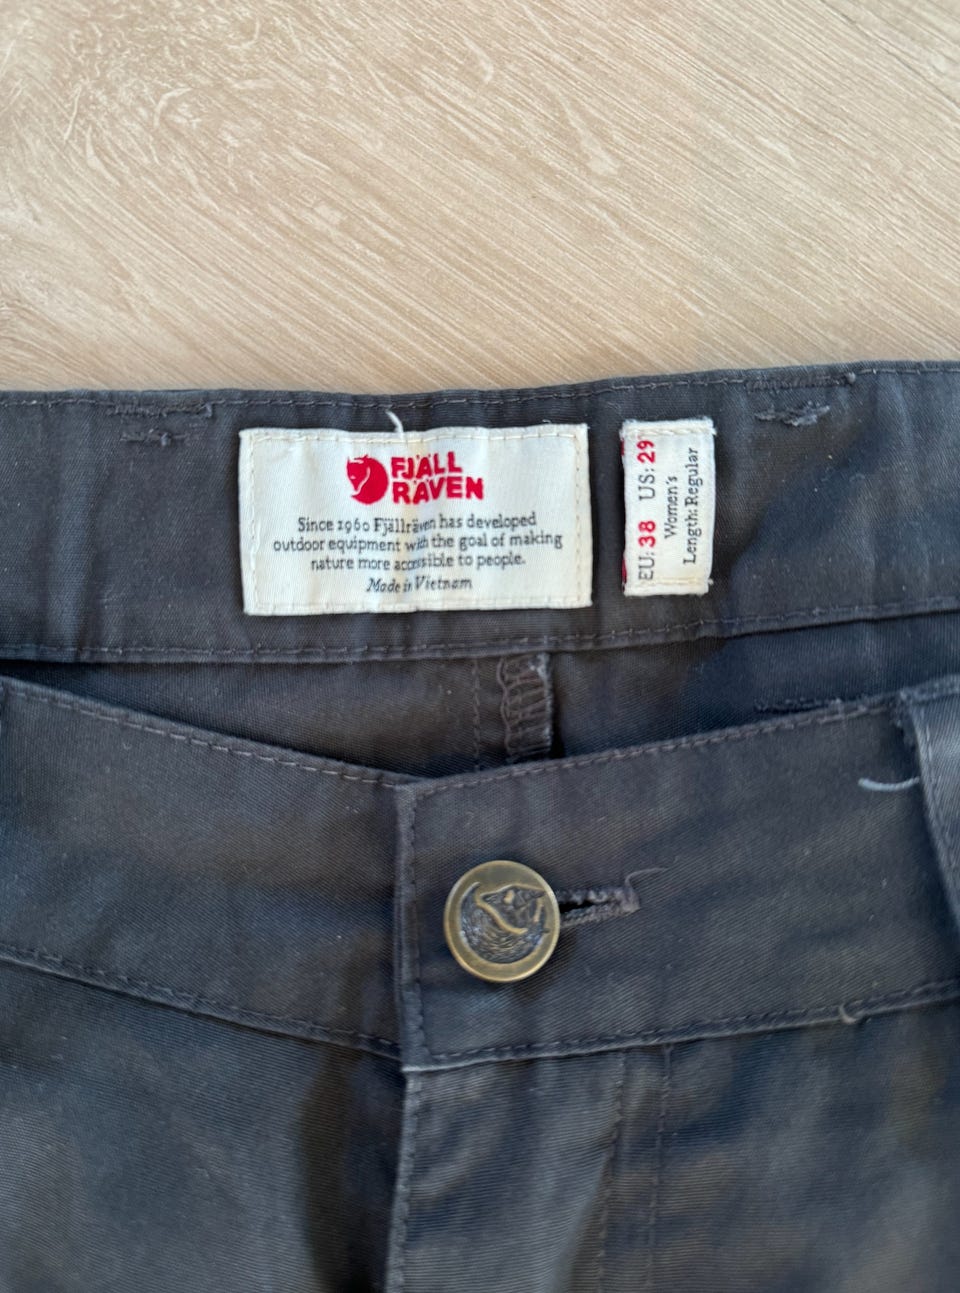 FJÄLL
RÄVEN
Since 1960 Fjällräven has developed
outdoor equipment with the goal of making
nature more accessible to people.
Made in Vietnam
EU: 38 US: 29
Women's
Length: Regular